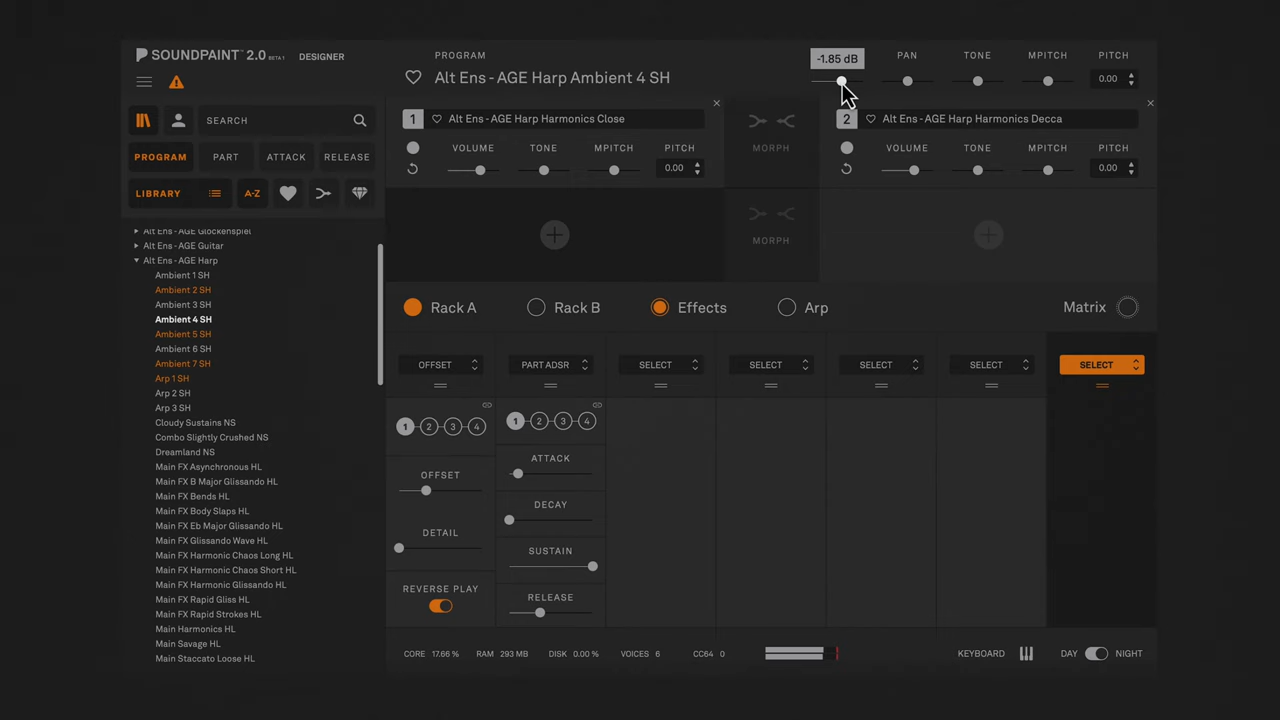 SOUNDPAINT™ 2.0 BETA 1 DESIGNER
PROGRAM
Alt Ens - AGE Harp Ambient 4 SH
-1.85 dB
PAN
TONE
MPITCH
PITCH
0.00
SEARCH
PROGRAM
PART
ATTACK
RELEASE
LIBRARY
A-Z
Alt Ens - AGE Glockenspiel
Alt Ens - AGE Guitar
Alt Ens - AGE Harp
Ambient 1 SH
Ambient 2 SH
Ambient 3 SH
Ambient 4 SH
Ambient 5 SH
Ambient 6 SH
Ambient 7 SH
Arp 1 SH
Arp 2 SH
Arp 3 SH
Cloudy Sustains NS
Combo Slightly Crushed NS
Dreamland NS
Main FX Asynchronous HL
Main FX B Major Glissando HL
Main FX Bends HL
Main FX Body Slaps HL
Main FX Eb Major Glissando HL
Main FX Glissando Wave HL
Main FX Harmonic Chaos Long HL
Main FX Harmonic Chaos Short HL
Main FX Harmonic Glissando HL
Main FX Rapid Gliss HL
Main FX Rapid Strokes HL
Main Harmonics HL
Main Savage HL
Main Staccato Loose HL
1 Alt Ens - AGE Harp Harmonics Close
VOLUME
TONE
MPITCH
PITCH
0.00
MORPH
2 Alt Ens - AGE Harp Harmonics Decca
VOLUME
TONE
MPITCH
PITCH
0.00
MORPH
Rack A
Rack B
Effects
Arp
Matrix
OFFSET
PART ADSR
SELECT
SELECT
SELECT
SELECT
SELECT
1 2 3 4
OFFSET
DETAIL
REVERSE PLAY
1 2 3 4
ATTACK
DECAY
SUSTAIN
RELEASE
CORE 17.66 %
RAM 293 MB
DISK 0.00 %
VOICES 6
CC64 0
KEYBOARD
DAY
NIGHT